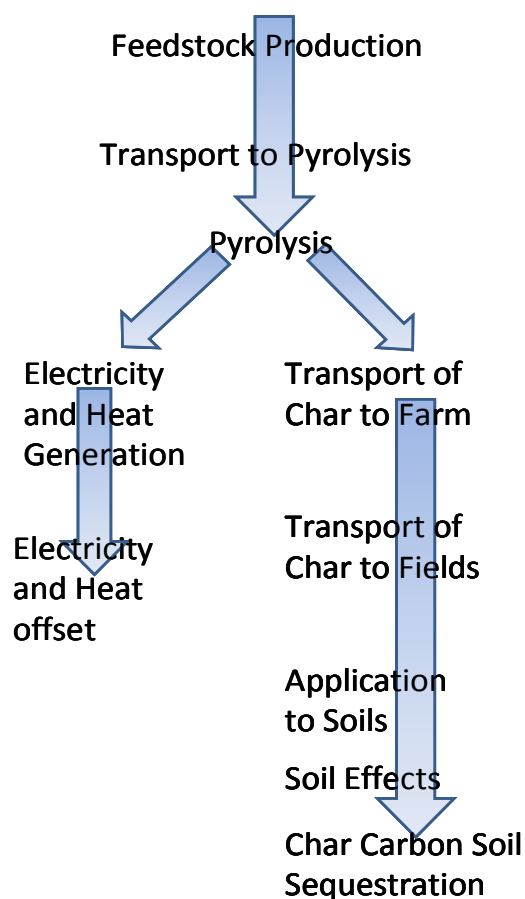 Feedstock Production
Transport to Pyrolysis
Pyrolysis
Electricity
and Heat
Generation
Electricity
and Heat
offset
Transport of
Char to Farm
Transport of
Char to Fields
Application
to Soils
Soil Effects
Char Carbon Soil
Sequestration